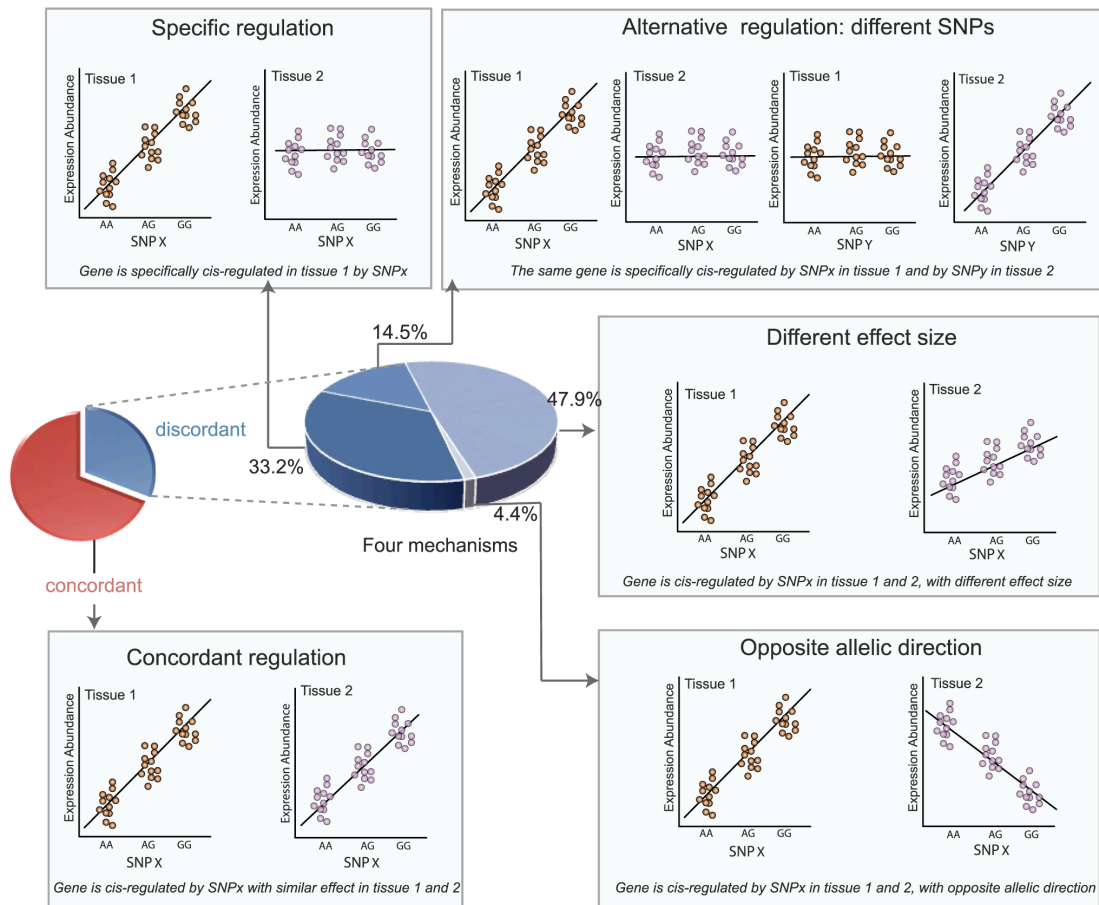 Specific regulation
Expression Abundance
Tissue 1
AA AG GG
SNP X
Expression Abundance
Tissue 2
AA AG GG
SNP X
Gene is specifically cis-regulated in tissue 1 by SNPx
Alternative regulation: different SNPs
Expression Abundance
Tissue 1
AA AG GG
SNP X
Expression Abundance
Tissue 2
AA AG GG
SNP X
Expression Abundance
Tissue 1
AA AG GG
SNP Y
Expression Abundance
Tissue 2
AA AG GG
SNP Y
The same gene is specifically cis-regulated by SNPx in tissue 1 and by SNPy in tissue 2
14.5%
47.9%
33.2%
4.4%
discordant
concordant
Four mechanisms
Different effect size
Expression Abundance
Tissue 1
AA AG GG
SNP X
Expression Abundance
Tissue 2
AA AG GG
SNP X
Gene is cis-regulated by SNPx in tissue 1 and 2, with different effect size
Concordant regulation
Expression Abundance
Tissue 1
AA AG GG
SNP X
Expression Abundance
Tissue 2
AA AG GG
SNP X
Gene is cis-regulated by SNPx with similar effect in tissue 1 and 2
Opposite allelic direction
Expression Abundance
Tissue 1
AA AG GG
SNP X
Expression Abundance
Tissue 2
AA AG GG
SNP X
Gene is cis-regulated by SNPx in tissue 1 and 2, with opposite allelic direction